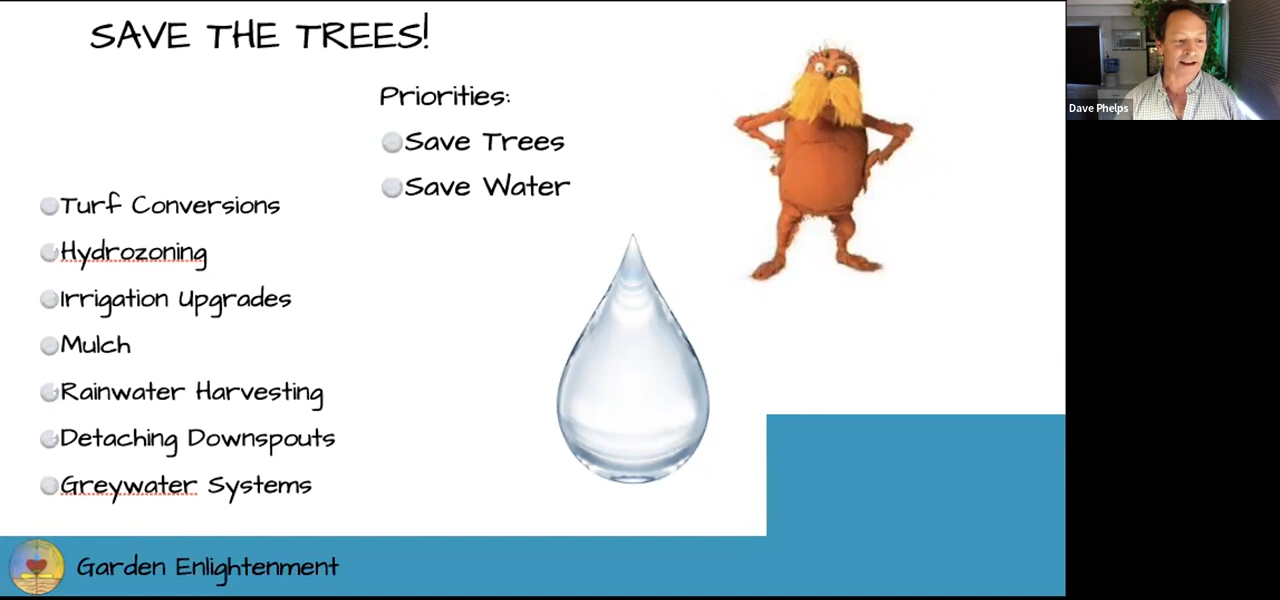 SAVE THE TREES!
Priorities:
Save Trees
Save Water
Turf Conversions
Hydrozoning
Irrigation Upgrades
Mulch
Rainwater Harvesting
Detaching Downspouts
Greywater Systems
Garden Enlightenment
Dave Phelps